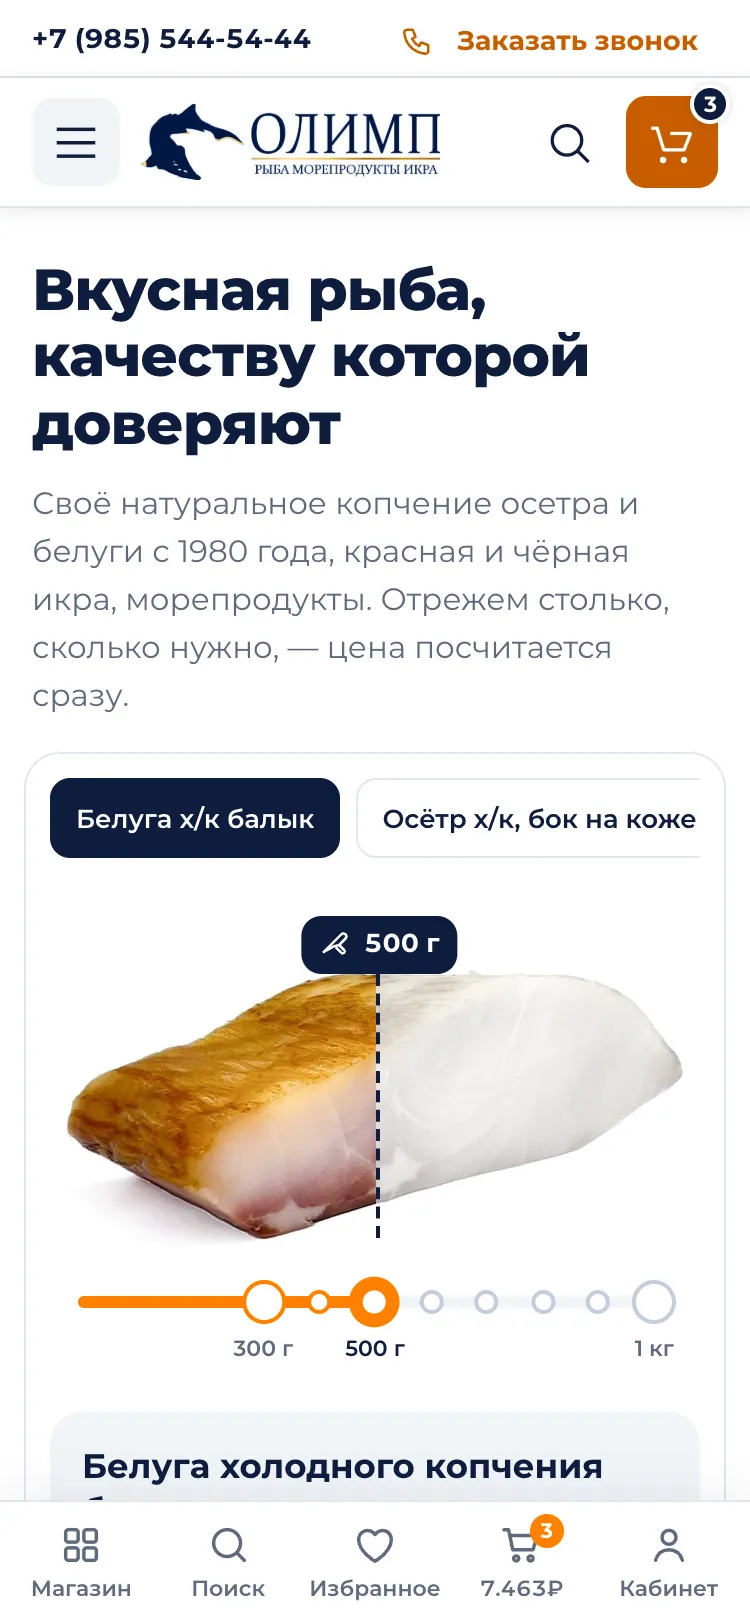 +7 (985) 544-54-44
Заказать звонок
ОЛИМП
РЫБА МОРЕПРОДУКТЫ ИКРА
3
Вкусная рыба,
качеству которой
доверяют
Своё натуральное копчение осетра и
белуги с 1980 года, красная и чёрная
икра, морепродукты. Отрежем столько,
сколько нужно, — цена посчитается
сразу.
Белуга х/к балык
Осётр х/к, бок на коже
500 г
300 г
500 г
1 кг
Белуга холодного копчения
3
Магазин
Поиск
Избранное
7.463₽
Кабинет